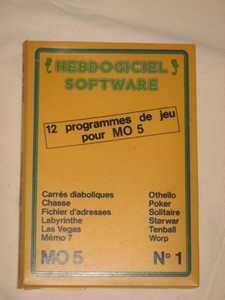 HEBDOGICIEL
SOFTWARE
12 programmes de jeu
pour MO 5
Carrés diaboliques
Chasse
Fichier d'adresses
Labyrinthe
Las Vegas
Mémo 7
Othello
Poker
Solitaire
Starwar
Tenball
Worp
MO 5
N° 1